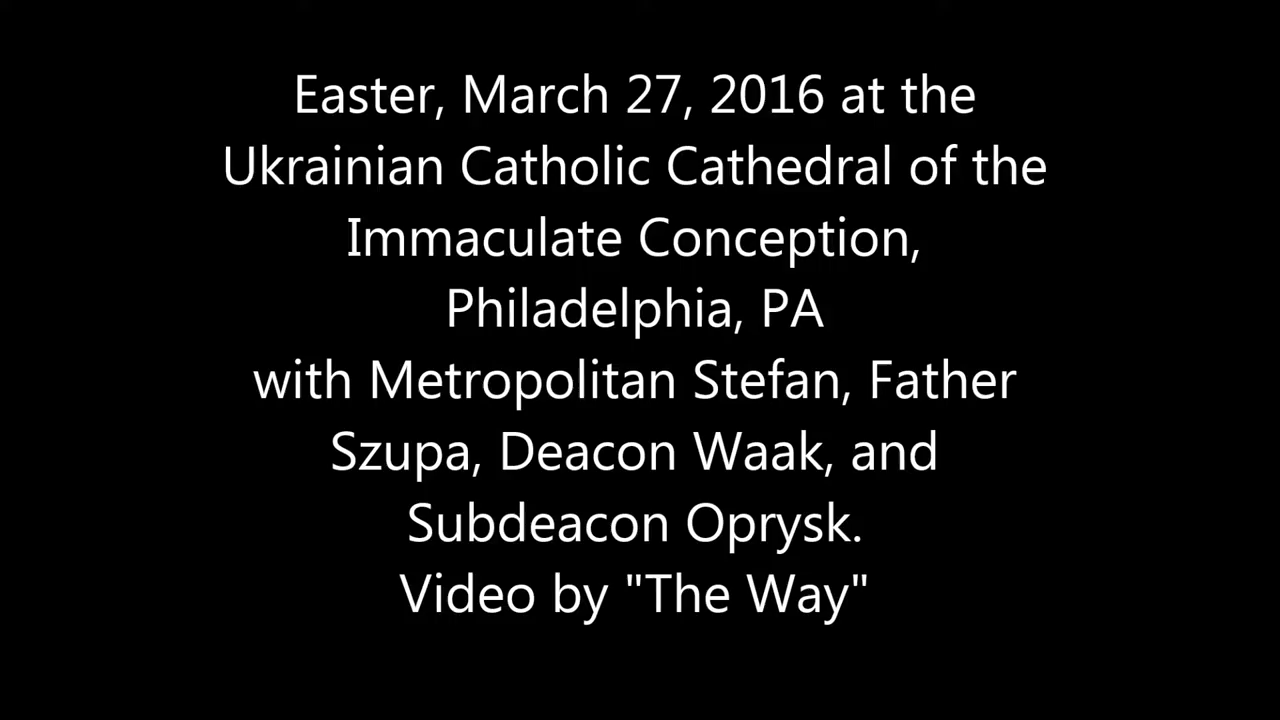 Easter, March 27, 2016 at the
Ukrainian Catholic Cathedral of the
Immaculate Conception,
Philadelphia, PA
with Metropolitan Stefan, Father
Szupa, Deacon Waak, and
Subdeacon Oprysk.
Video by "The Way"